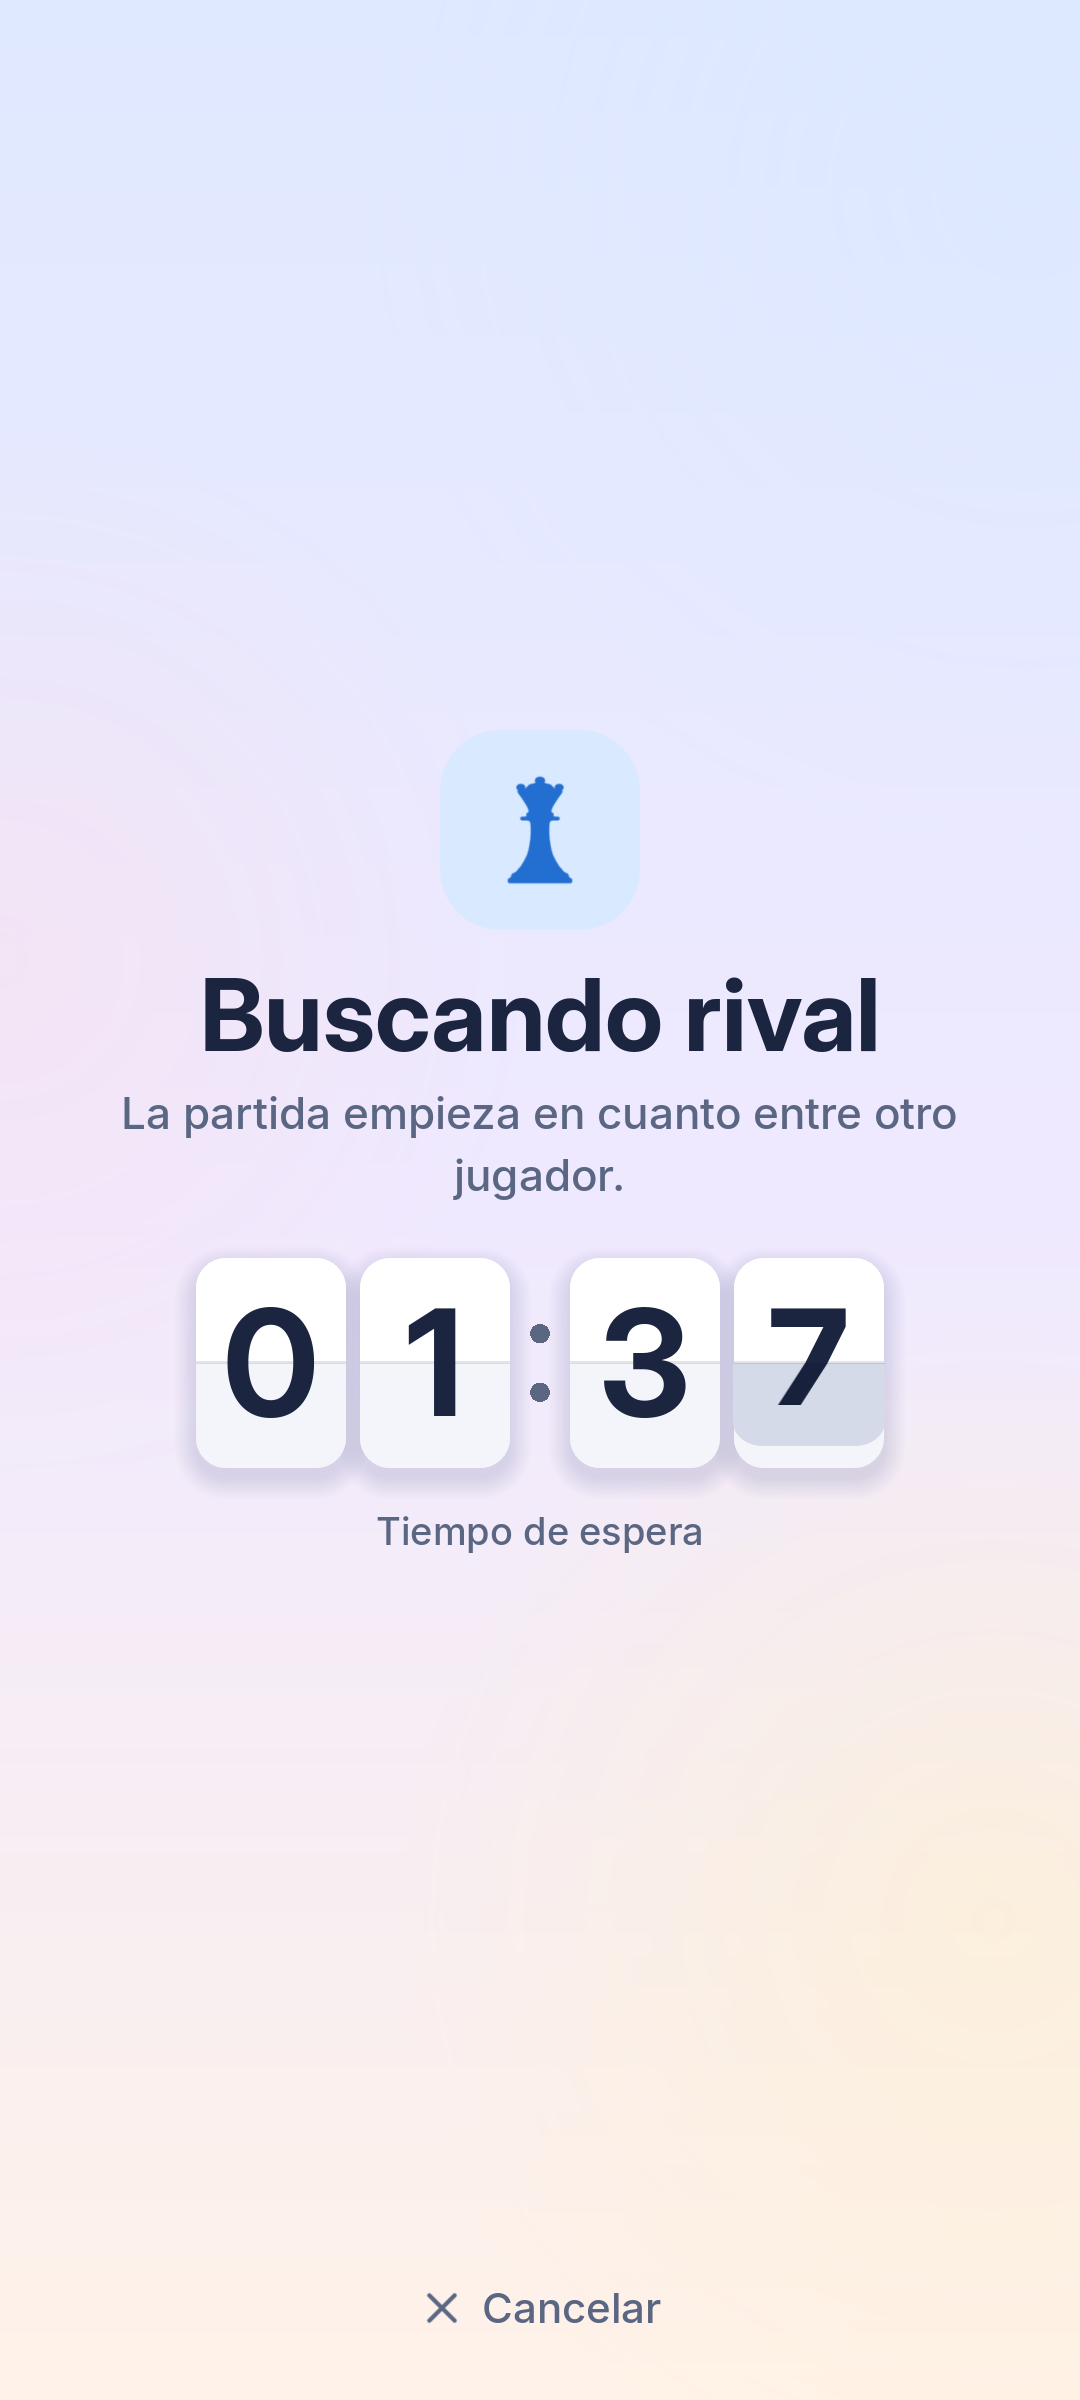 Buscando rival
La partida empieza en cuanto entre otro
jugador.
01:37
Tiempo de espera
Cancelar